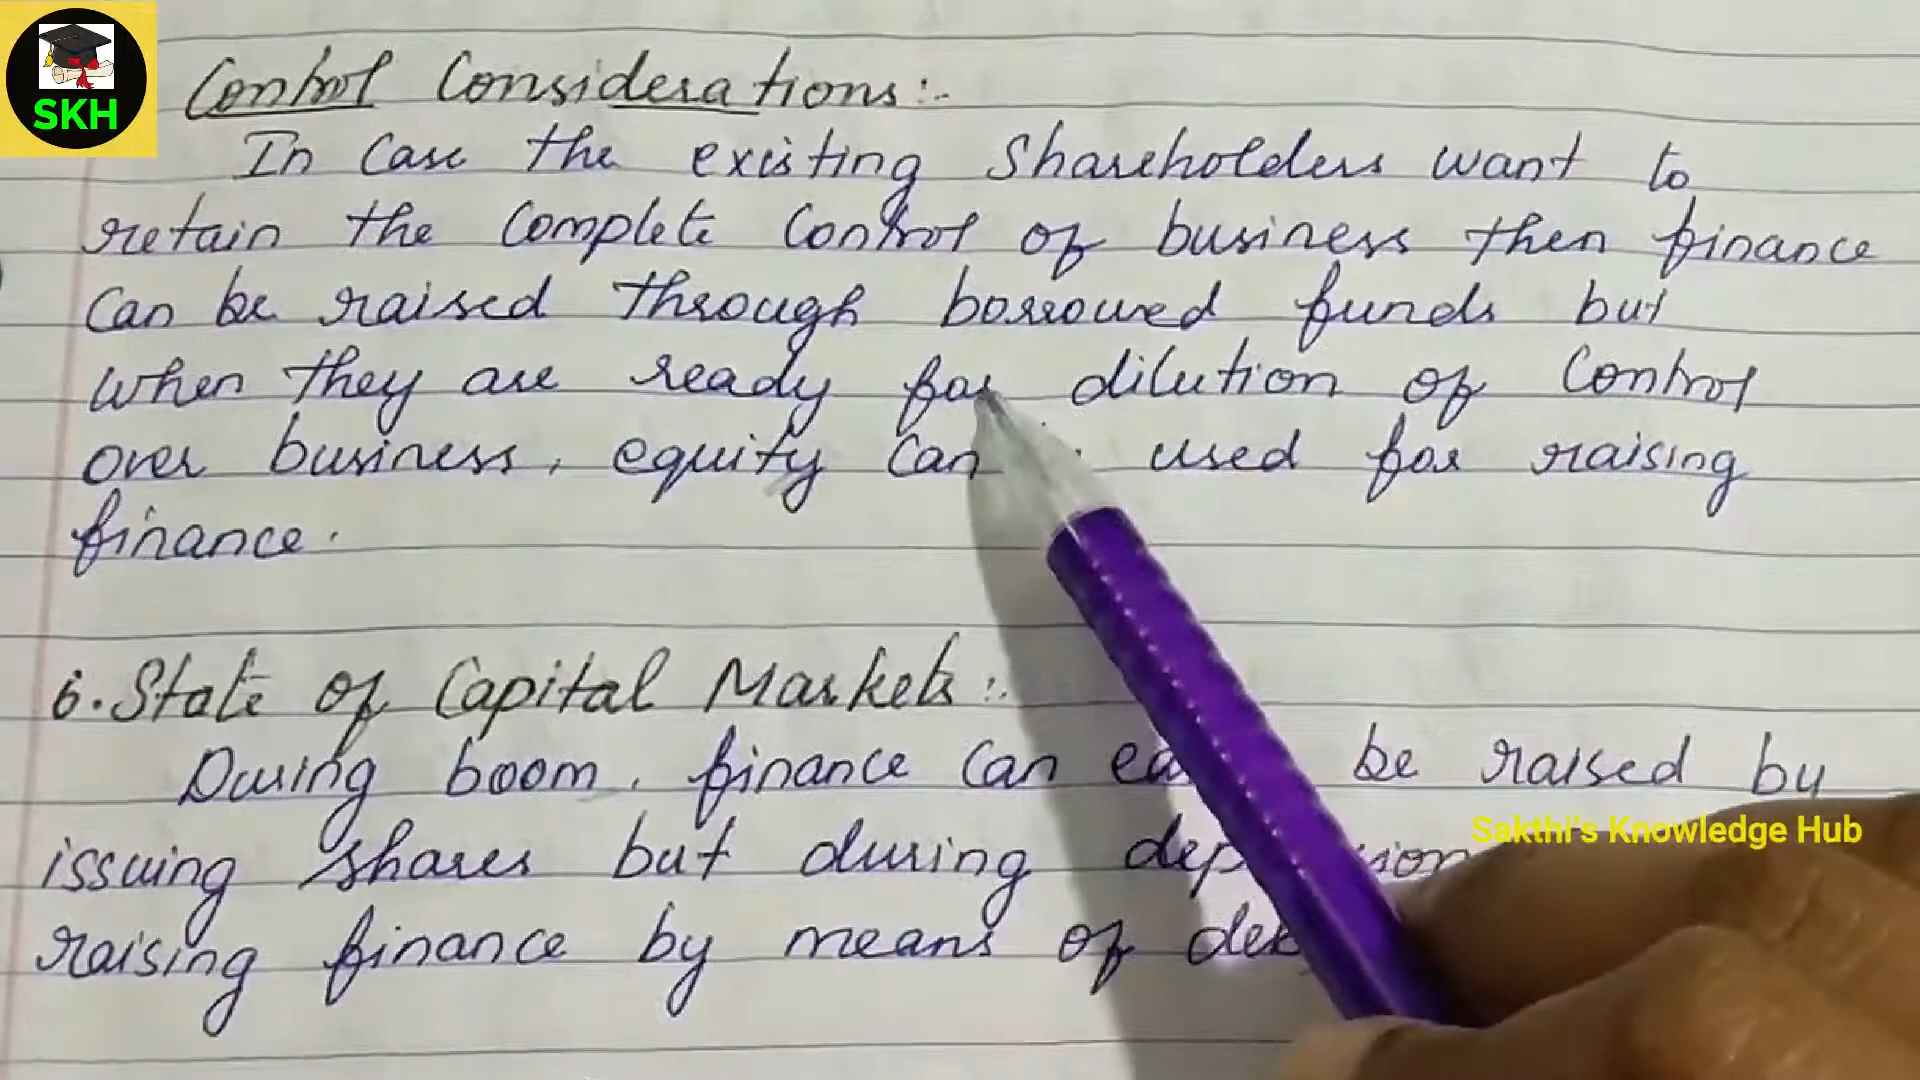 SKH
Control Considerations:-
In case the existing Shareholders want to
retain the complete control of business then finance
can be raised through borrowed funds but
when they are ready for dilution of control
over business, equity can used for raising
finance.
6. State of Capital Markets:-
During boom, finance can be raised by
Sakthi's Knowledge Hub
issuing shares but during
raising finance by means of